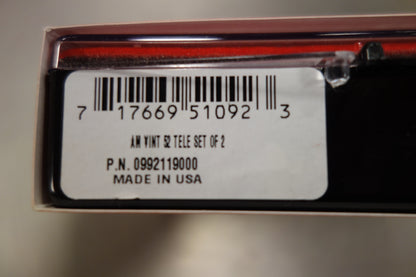 7 17669 51092 3
AM VINT 52 TELE SET OF 2
P.N. 0992119000
MADE IN USA